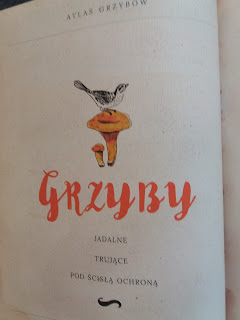 ATLAS GRZYBÓW
GRZYBY
JADALNE
TRUJĄCE
POD ŚCISŁĄ OCHRONĄ